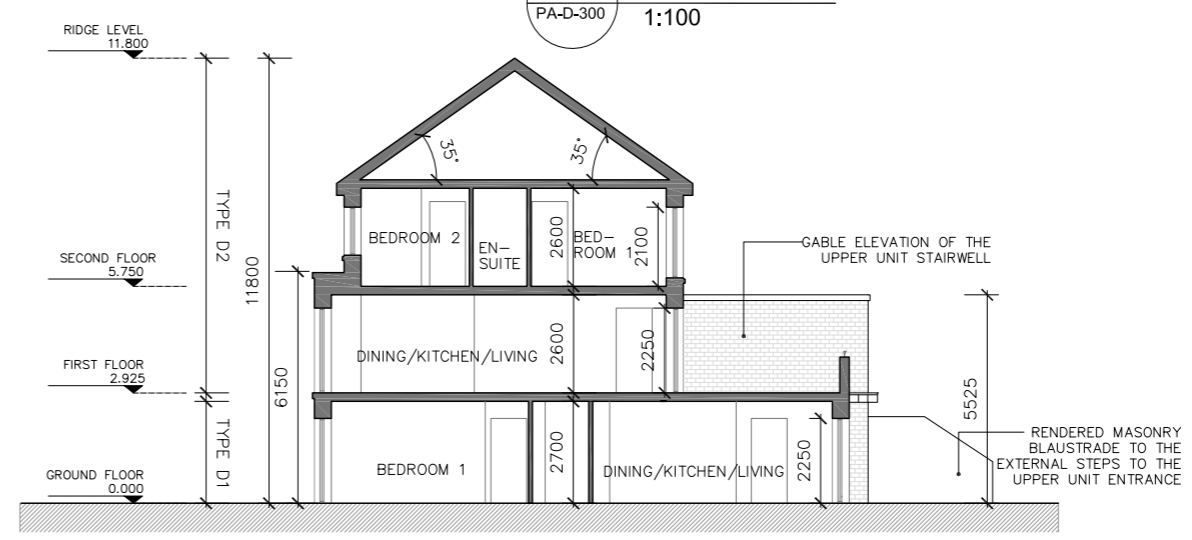 PA-D-300
1:100
RIDGE LEVEL
11.800
35°
35°
TYPE D2
11800
BEDROOM 2
EN-
SUITE
2600
BED-
ROOM 1
2100
GABLE ELEVATION OF THE
UPPER UNIT STAIRWELL
SECOND FLOOR
5.750
DINING/KITCHEN/LIVING
2600
2250
FIRST FLOOR
2.925
6150
5525
TYPE D1
BEDROOM 1
2700
DINING/KITCHEN/LIVING
2250
RENDERED MASONRY
BLAUSTRADE TO THE
EXTERNAL STEPS TO THE
UPPER UNIT ENTRANCE
GROUND FLOOR
0.000